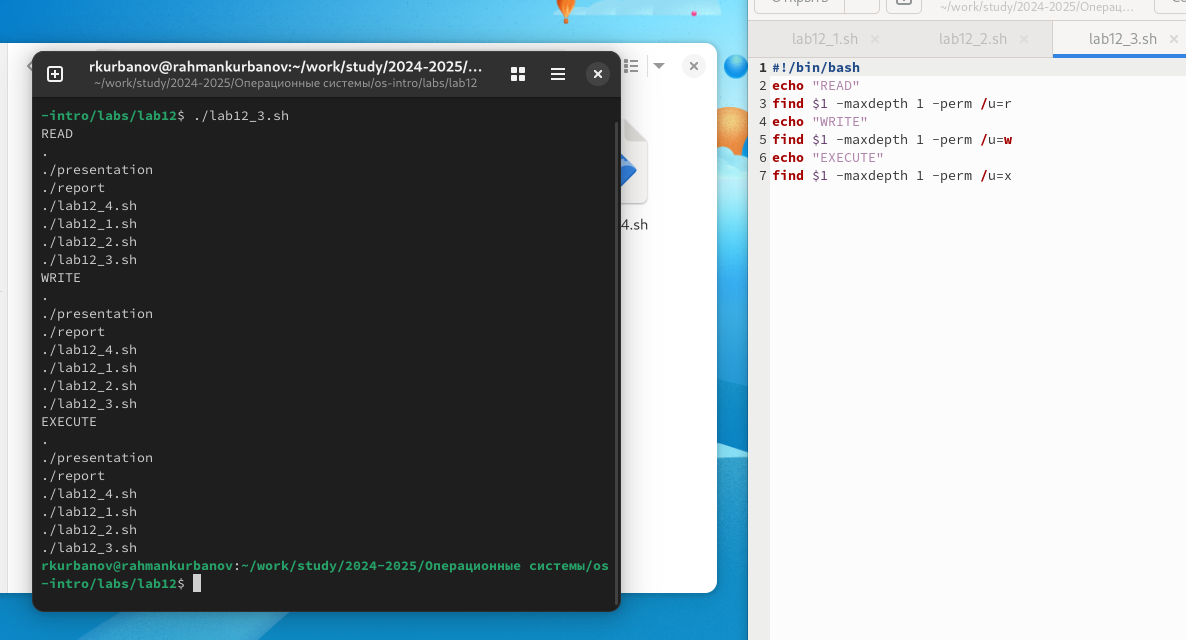 rkurbanov@rahmankurbanov:~/work/study/2024-2025/...
~/work/study/2024-2025/Операционные системы/os-intro/labs/lab12
-intro/labs/lab12$ ./lab12_3.sh
READ
.
./presentation
./report
./lab12_4.sh
./lab12_1.sh
./lab12_2.sh
./lab12_3.sh
WRITE
.
./presentation
./report
./lab12_4.sh
./lab12_1.sh
./lab12_2.sh
./lab12_3.sh
EXECUTE
.
./presentation
./report
./lab12_4.sh
./lab12_1.sh
./lab12_2.sh
./lab12_3.sh
rkurbanov@rahmankurbanov:~/work/study/2024-2025/Операционные системы/os
-intro/labs/lab12$
4.sh
Открыть
~/work/study/2024-2025/Операц...
lab12_1.sh
lab12_2.sh
lab12_3.sh
1 #!/bin/bash
2 echo "READ"
3 find $1 -maxdepth 1 -perm /u=r
4 echo "WRITE"
5 find $1 -maxdepth 1 -perm /u=w
6 echo "EXECUTE"
7 find $1 -maxdepth 1 -perm /u=x